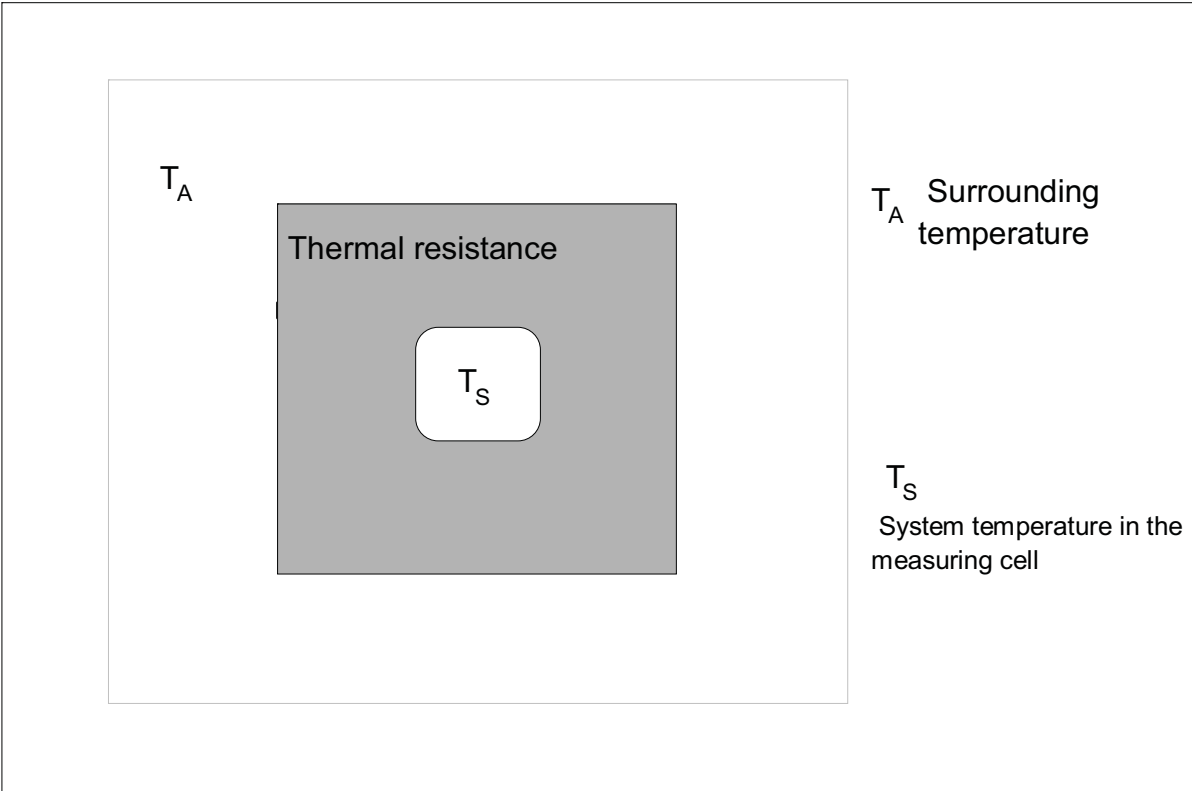 T_A
Thermal resistance
T_S
T_A Surrounding
temperature
T_S
System temperature in the
measuring cell